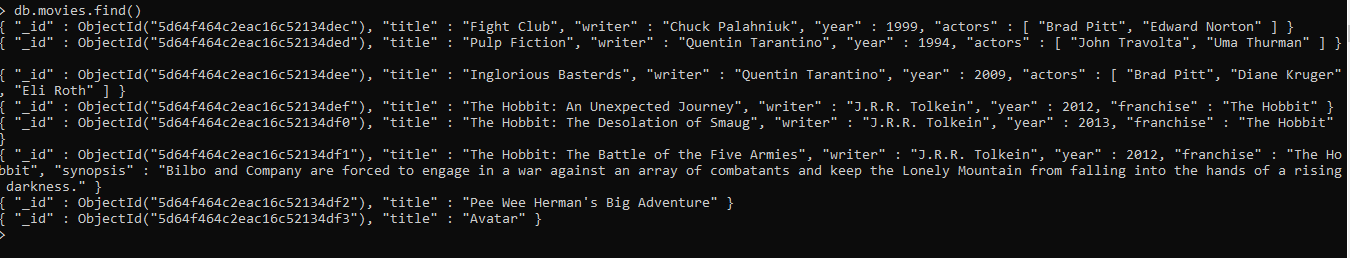 > db.movies.find()
{ "_id" : ObjectId("5d64f464c2eac16c52134dec"), "title" : "Fight Club", "writer" : "Chuck Palahniuk", "year" : 1999, "actors" : [ "Brad Pitt", "Edward Norton" ] }
{ "_id" : ObjectId("5d64f464c2eac16c52134ded"), "title" : "Pulp Fiction", "writer" : "Quentin Tarantino", "year" : 1994, "actors" : [ "John Travolta", "Uma Thurman" ] }
{ "_id" : ObjectId("5d64f464c2eac16c52134dee"), "title" : "Inglorious Basterds", "writer" : "Quentin Tarantino", "year" : 2009, "actors" : [ "Brad Pitt", "Diane Kruger"
, "Eli Roth" ] }
{ "_id" : ObjectId("5d64f464c2eac16c52134def"), "title" : "The Hobbit: An Unexpected Journey", "writer" : "J.R.R. Tolkein", "year" : 2012, "franchise" : "The Hobbit" }
{ "_id" : ObjectId("5d64f464c2eac16c52134df0"), "title" : "The Hobbit: The Desolation of Smaug", "writer" : "J.R.R. Tolkein", "year" : 2013, "franchise" : "The Hobbit"
}
{ "_id" : ObjectId("5d64f464c2eac16c52134df1"), "title" : "The Hobbit: The Battle of the Five Armies", "writer" : "J.R.R. Tolkein", "year" : 2012, "franchise" : "The Ho
bbit", "synopsis" : "Bilbo and Company are forced to engage in a war against an array of combatants and keep the Lonely Mountain from falling into the hands of a rising
darkness." }
{ "_id" : ObjectId("5d64f464c2eac16c52134df2"), "title" : "Pee Wee Herman's Big Adventure" }
{ "_id" : ObjectId("5d64f464c2eac16c52134df3"), "title" : "Avatar" }
>